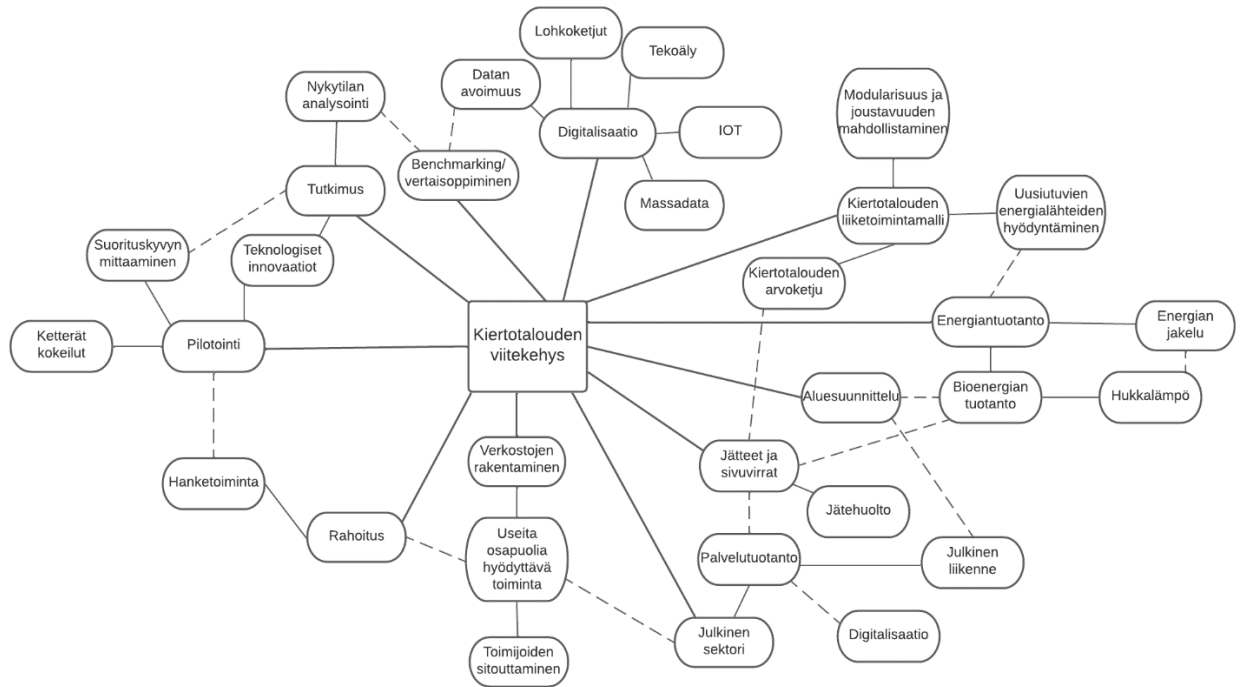 Lohkoketjut
Tekoäly
Nykytilan
analysointi
Datan
avoimuus
Modularisuus ja
joustavuuden
mahdollistaminen
Digitalisaatio
IOT
Benchmarking/
vertaisoppiminen
Tutkimus
Massadata
Kiertotalouden
liiketoimintamalli
Uusiutuvien
energialähteiden
hyödyntäminen
Suorituskyvyn
mittaaminen
Teknologiset
innovaatiot
Kiertotalouden
arvoketju
Ketterät
kokeilut
Pilotointi
Kiertotalouden
viitekehys
Energiantuotanto
Energian
jakelu
Aluesuunnittelu
Bioenergian
tuotanto
Hukkalämpö
Verkostojen
rakentaminen
Jätteet ja
sivuvirrat
Hanketoiminta
Jätehuolto
Rahoitus
Useita
osapuolia
hyödyttävä
toiminta
Palvelutuotanto
Julkinen
liikenne
Toimijoiden
sitouttaminen
Julkinen
sektori
Digitalisaatio